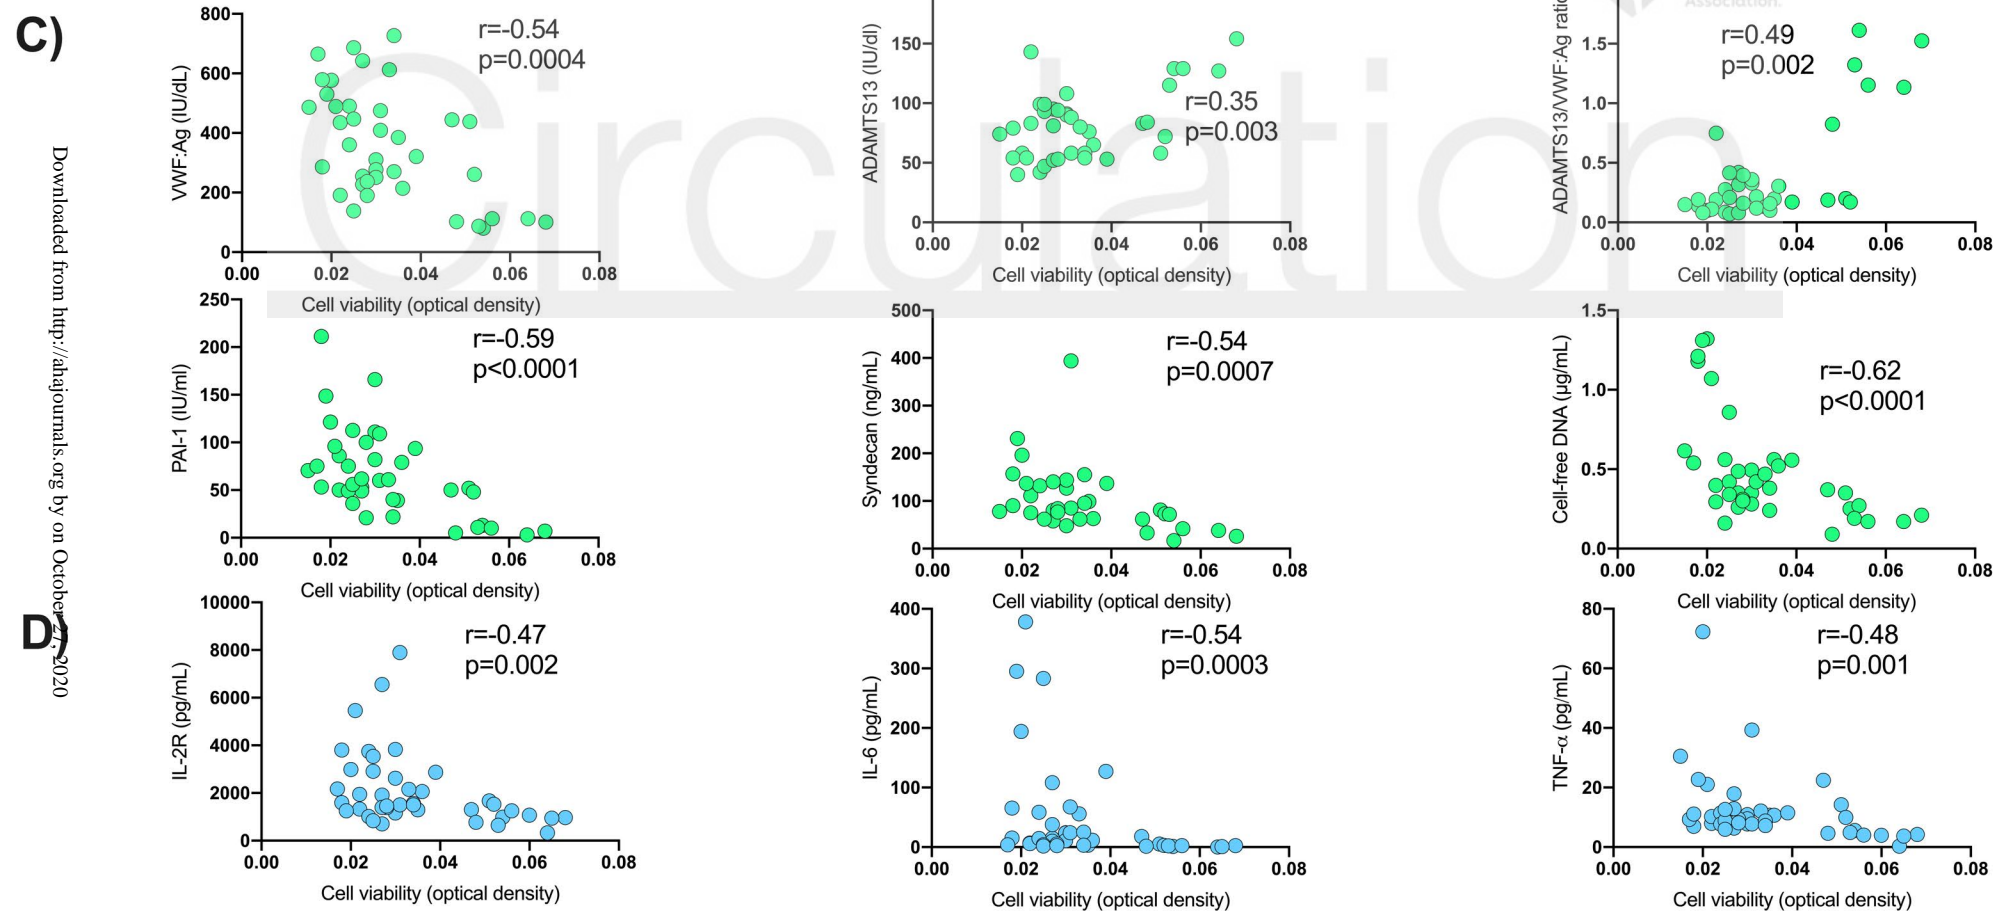 C)
Association.
Circulation
Downloaded from http://ahajournals.org by on October 27, 2020
VWF:Ag (IU/dL)
800
600
400
200
0
r=-0.54
p=0.0004
0.00 0.02 0.04 0.06 0.08
Cell viability (optical density)
ADAMTS13 (IU/dl)
150
100
50
0
r=0.35
p=0.003
0.00 0.02 0.04 0.06 0.08
Cell viability (optical density)
ADAMTS13/VWF:Ag ratio
1.5
1.0
0.5
0.0
r=0.49
p=0.002
0.00 0.02 0.04 0.06 0.08
Cell viability (optical density)
PAI-1 (IU/ml)
250
200
150
100
50
0
r=-0.59
p<0.0001
0.00 0.02 0.04 0.06 0.08
Cell viability (optical density)
Syndecan (ng/mL)
500
400
300
200
100
0
r=-0.54
p=0.0007
0.00 0.02 0.04 0.06 0.08
Cell viability (optical density)
Cell-free DNA (µg/mL)
1.5
1.0
0.5
0.0
r=-0.62
p<0.0001
0.00 0.02 0.04 0.06 0.08
Cell viability (optical density)
D)
IL-2R (pg/mL)
10000
8000
6000
4000
2000
0
r=-0.47
p=0.002
0.00 0.02 0.04 0.06 0.08
Cell viability (optical density)
IL-6 (pg/mL)
400
300
200
100
0
r=-0.54
p=0.0003
0.00 0.02 0.04 0.06 0.08
Cell viability (optical density)
TNF-α (pg/mL)
80
60
40
20
0
r=-0.48
p=0.001
0.00 0.02 0.04 0.06 0.08
Cell viability (optical density)